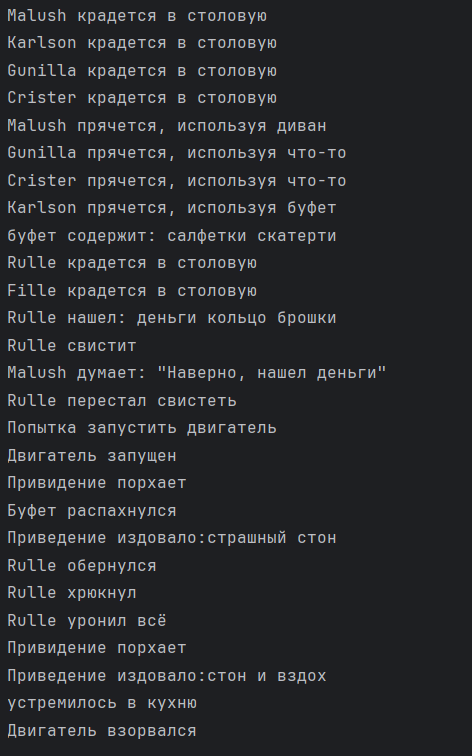 Malush крадется в столовую
Karlson крадется в столовую
Gunilla крадется в столовую
Crister крадется в столовую
Malush прячется, используя диван
Gunilla прячется, используя что-то
Crister прячется, используя что-то
Karlson прячется, используя буфет
буфет содержит: салфетки скатерти
Rulle крадется в столовую
Fille крадется в столовую
Rulle нашел: деньги кольцо брошки
Rulle свистит
Malush думает: "Наверно, нашел деньги"
Rulle перестал свистеть
Попытка запустить двигатель
Двигатель запущен
Привидение порхает
Буфет распахнулся
Приведение издовало:страшный стон
Rulle обернулся
Rulle хрюкнул
Rulle уронил всё
Привидение порхает
Приведение издовало:стон и вздох
устремилось в кухню
Двигатель взорвался